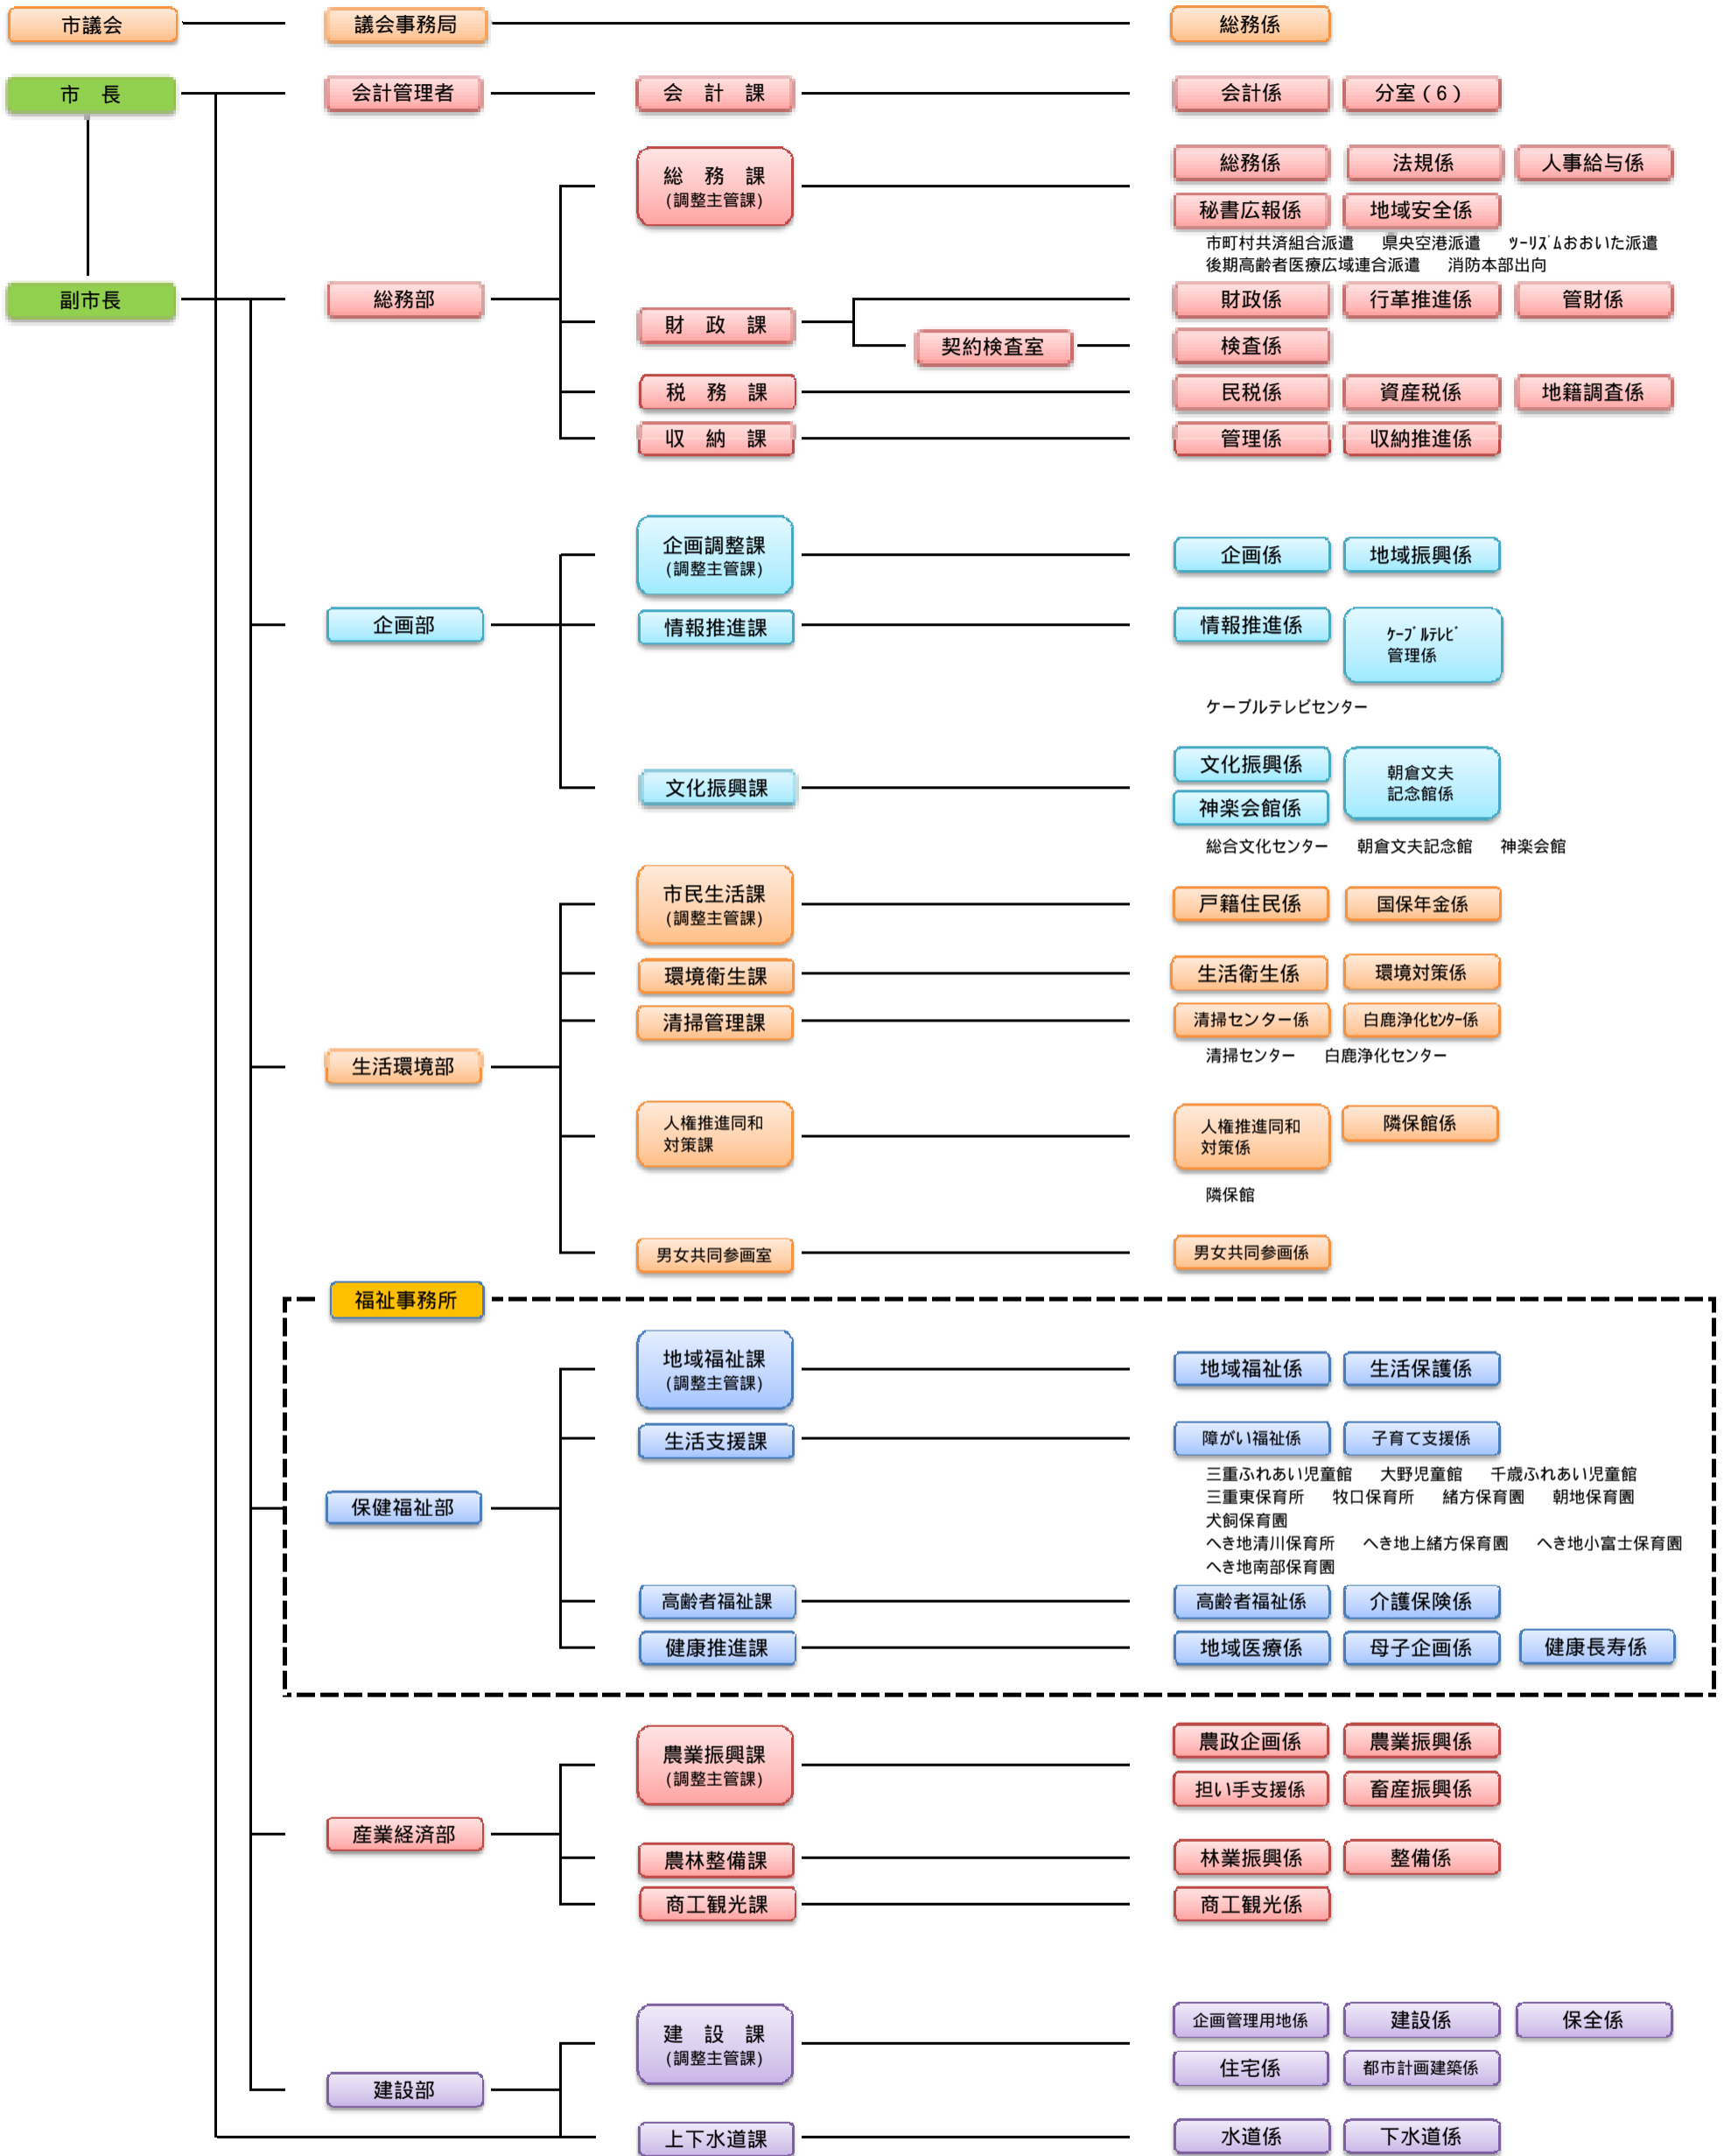 市議会
議会事務局
総務係
市　長
会計管理者
会　計　課
会計係
分室（6）
総　務　課
（調整主管課）
総務係
法規係
人事給与係
秘書広報係
地域安全係
市町村共済組合派遣　県央空港派遣　ﾂｰﾘｽﾞﾑおおいた派遣
後期高齢者医療広域連合派遣　消防本部出向
副市長
総務部
財　政　課
財政係
行革推進係
管財係
契約検査室
検査係
税　務　課
民税係
資産税係
地籍調査係
収　納　課
管理係
収納推進係
企画調整課
（調整主管課）
企画係
地域振興係
企画部
情報推進課
情報推進係
ｹｰﾌﾞﾙﾃﾚﾋﾞ
管理係
ケーブルテレビセンター
文化振興課
文化振興係
朝倉文夫
記念館係
神楽会館係
総合文化センター　朝倉文夫記念館　神楽会館
市民生活課
（調整主管課）
戸籍住民係
国保年金係
環境衛生課
生活衛生係
環境対策係
清掃管理課
清掃センター係
白鹿浄化ｾﾝﾀｰ係
清掃センター　白鹿浄化センター
生活環境部
人権推進同和
対策課
人権推進同和
対策係
隣保館係
隣保館
男女共同参画室
男女共同参画係
福祉事務所
地域福祉課
（調整主管課）
地域福祉係
生活保護係
生活支援課
障がい福祉係
子育て支援係
三重ふれあい児童館　大野児童館　千歳ふれあい児童館
三重東保育所　牧口保育所　緒方保育園　朝地保育園
犬飼保育園
へき地清川保育所　へき地上緒方保育園　へき地小富士保育園
へき地南部保育園
保健福祉部
高齢者福祉課
高齢者福祉係
介護保険係
健康推進課
地域医療係
母子企画係
健康長寿係
農業振興課
（調整主管課）
農政企画係
農業振興係
担い手支援係
畜産振興係
産業経済部
農林整備課
林業振興係
整備係
商工観光課
商工観光係
建　設　課
（調整主管課）
企画管理用地係
建設係
保全係
住宅係
都市計画建築係
建設部
上下水道課
水道係
下水道係